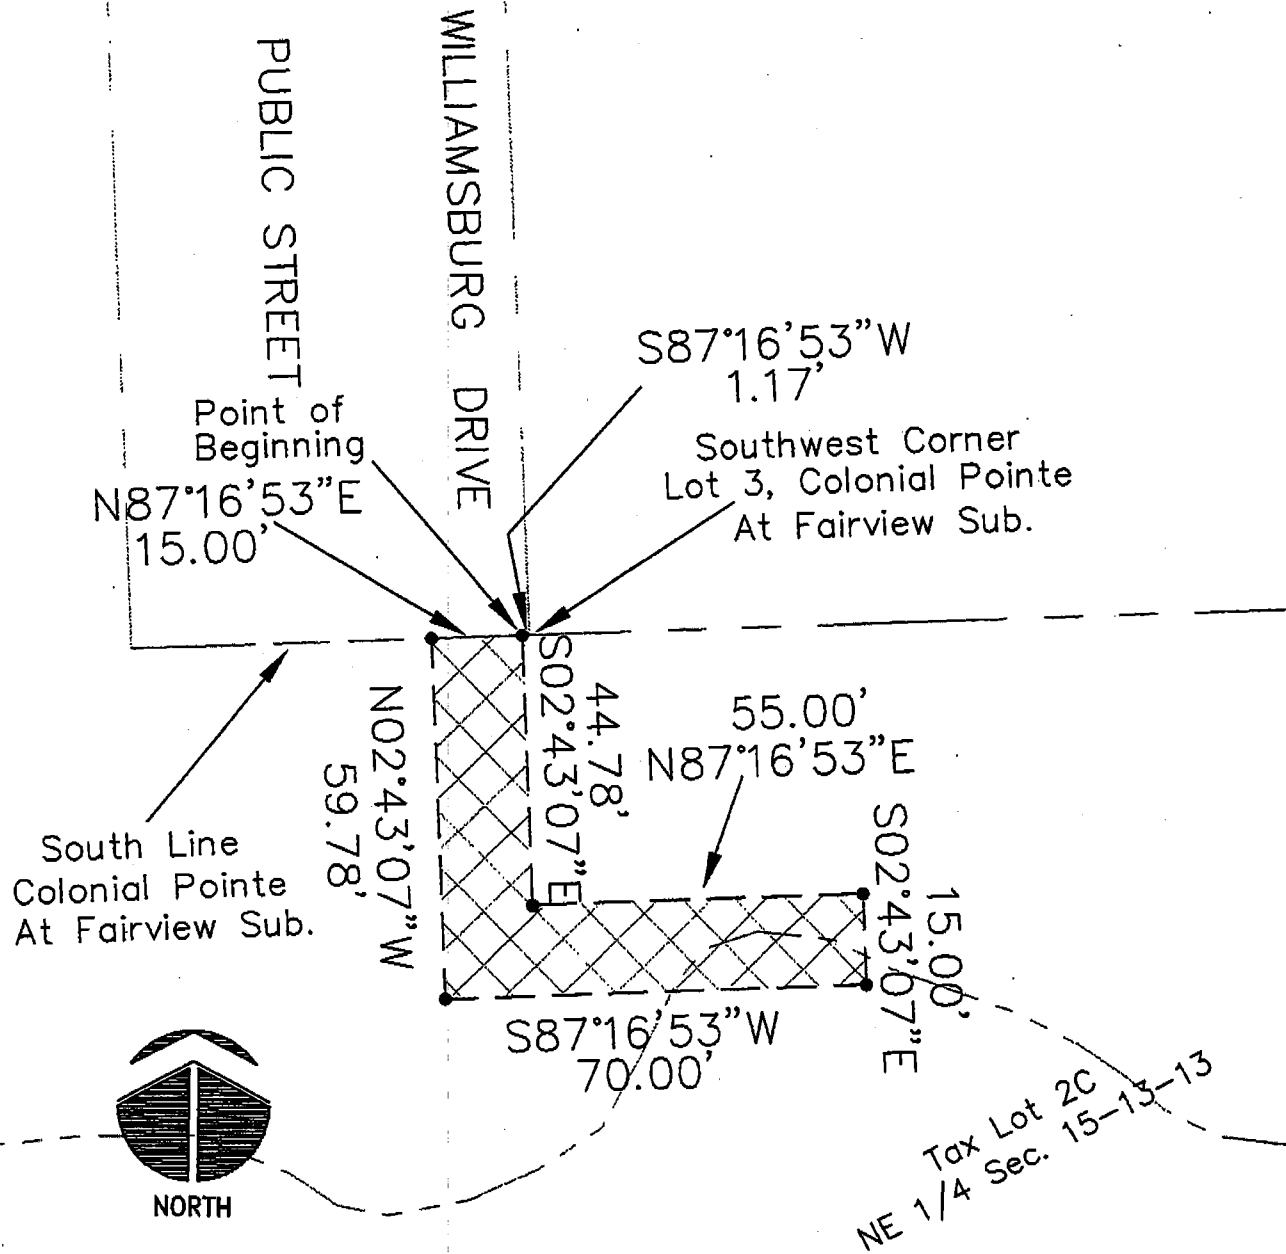 PUBLIC STREET
WILLIAMSBURG DRIVE
S87°16'53"W
1.17'
Point of
Beginning
Southwest Corner
Lot 3, Colonial Pointe
At Fairview Sub.
N87°16'53"E
15.00'
S02°43'07"E
44.78'
55.00'
N87°16'53"E
N02°43'07"W
59.78'
South Line
Colonial Pointe
At Fairview Sub.
S02°43'07"E
15.00'
S87°16'53"W
70.00'
Tax Lot 2C
NE 1/4 Sec. 15-13-13
NORTH